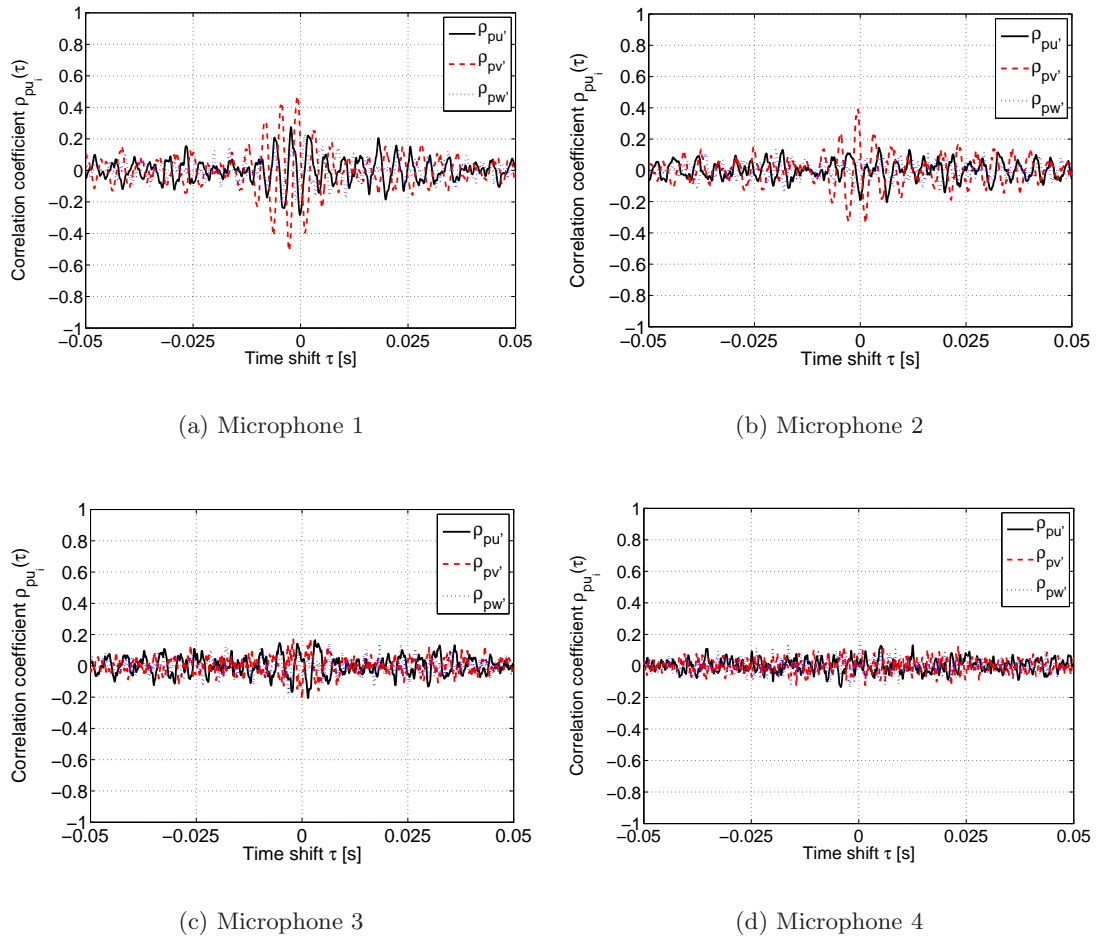 1
0.8
0.6
0.4
0.2
0
−0.2
−0.4
−0.6
−0.8
−1
−0.05 −0.025 0 0.025 0.05
Time shift τ [s]
Correlation coefficient ρpui(τ)
ρpu'
ρpv'
ρpw'
(a) Microphone 1
1
0.8
0.6
0.4
0.2
0
−0.2
−0.4
−0.6
−0.8
−1
−0.05 −0.025 0 0.025 0.05
Time shift τ [s]
Correlation coefficient ρpui(τ)
ρpu'
ρpv'
ρpw'
(b) Microphone 2
1
0.8
0.6
0.4
0.2
0
−0.2
−0.4
−0.6
−0.8
−1
−0.05 −0.025 0 0.025 0.05
Time shift τ [s]
Correlation coefficient ρpui(τ)
ρpu'
ρpv'
ρpw'
(c) Microphone 3
1
0.8
0.6
0.4
0.2
0
−0.2
−0.4
−0.6
−0.8
−1
−0.05 −0.025 0 0.025 0.05
Time shift τ [s]
Correlation coefficient ρpui(τ)
ρpu'
ρpv'
ρpw'
(d) Microphone 4